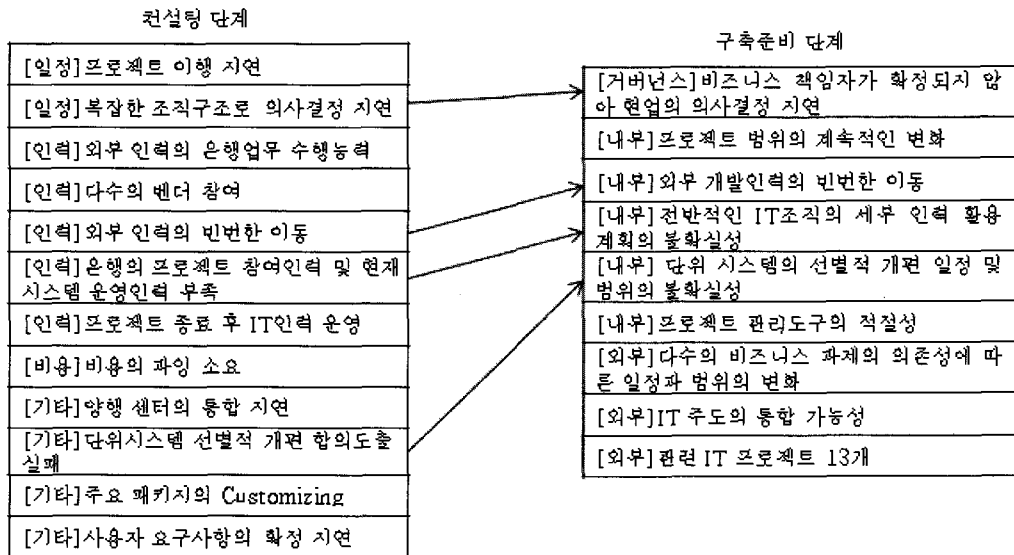 컨설팅 단계
[일정]프로젝트 이행 지연
[일정]복잡한 조직구조로 의사결정 지연
[인력]외부 인력의 은행업무 수행능력
[인력]다수의 벤더 참여
[인력]외부 인력의 빈번한 이동
[인력]은행의 프로젝트 참여인력 및 현재
시스템 운영인력 부족
[인력]프로젝트 종료 후 IT인력 운영
[비용]비용의 과잉 소요
[기타]양행 센터의 통합 지연
[기타]단위시스템 선별적 개편 합의도출
실패
[기타]주요 패키지의 Customizing
[기타]사용자 요구사항의 확정 지연
구축준비 단계
[거버넌스]비즈니스 책임자가 확정되지 않
아 현업의 의사결정 지연
[내부]프로젝트 범위의 계속적인 변화
[내부]외부 개발인력의 빈번한 이동
[내부]전반적인 IT조직의 세부 인력 활용
계획의 불확실성
[내부] 단위 시스템의 선별적 개편 일정 및
범위의 불확실성
[내부]프로젝트 관리도구의 적절성
[외부]다수의 비즈니스 과제의 의존성에 따
른 일정과 범위의 변화
[외부]IT 주도의 통합 가능성
[외부]관련 IT 프로젝트 13개